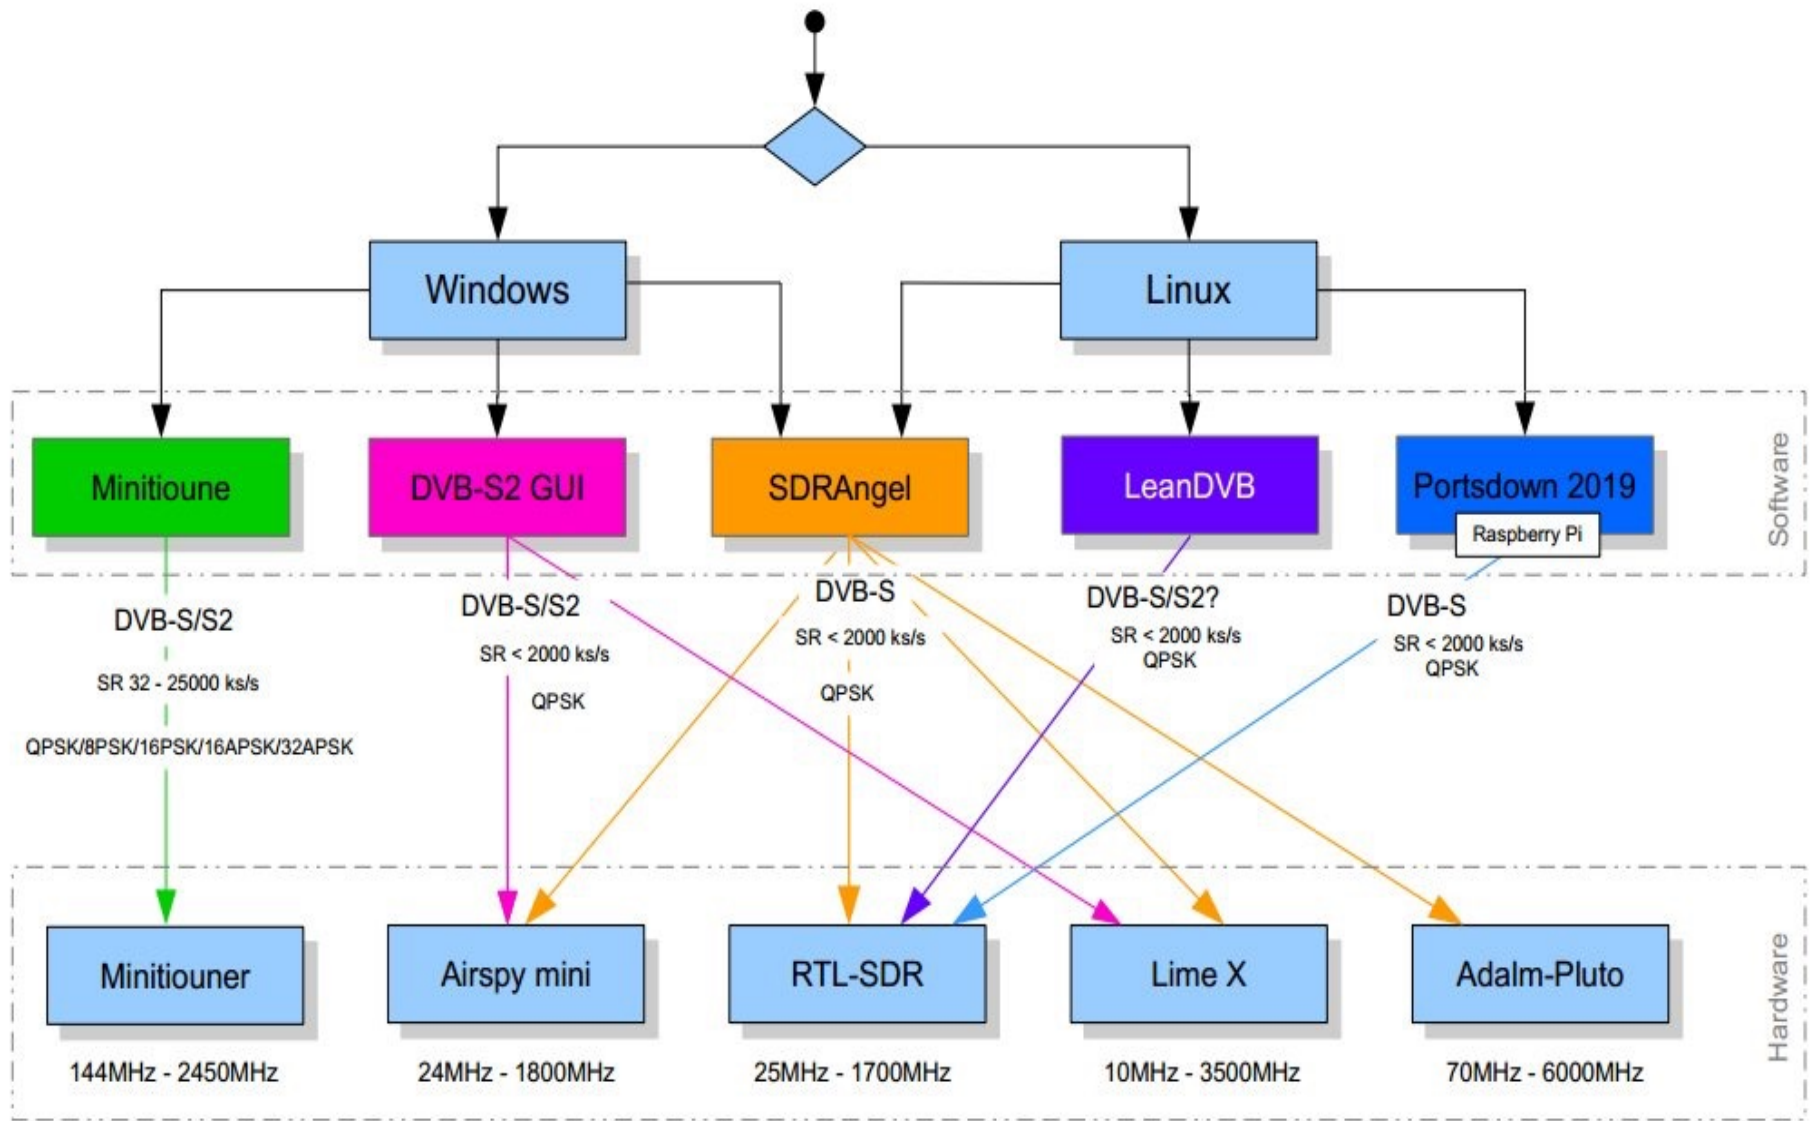 Windows
Linux
Minitioune
DVB-S2 GUI
SDRAngel
LeanDVB
Portsdown 2019
Raspberry Pi
Software
DVB-S/S2
SR 32 - 25000 ks/s
QPSK/8PSK/16PSK/16APSK/32APSK
DVB-S/S2
SR < 2000 ks/s
QPSK
DVB-S
SR < 2000 ks/s
QPSK
DVB-S/S2?
SR < 2000 ks/s
QPSK
DVB-S
SR < 2000 ks/s
QPSK
Minitiouner
Airspy mini
RTL-SDR
Lime X
Adalm-Pluto
Hardware
144MHz - 2450MHz
24MHz - 1800MHz
25MHz - 1700MHz
10MHz - 3500MHz
70MHz - 6000MHz